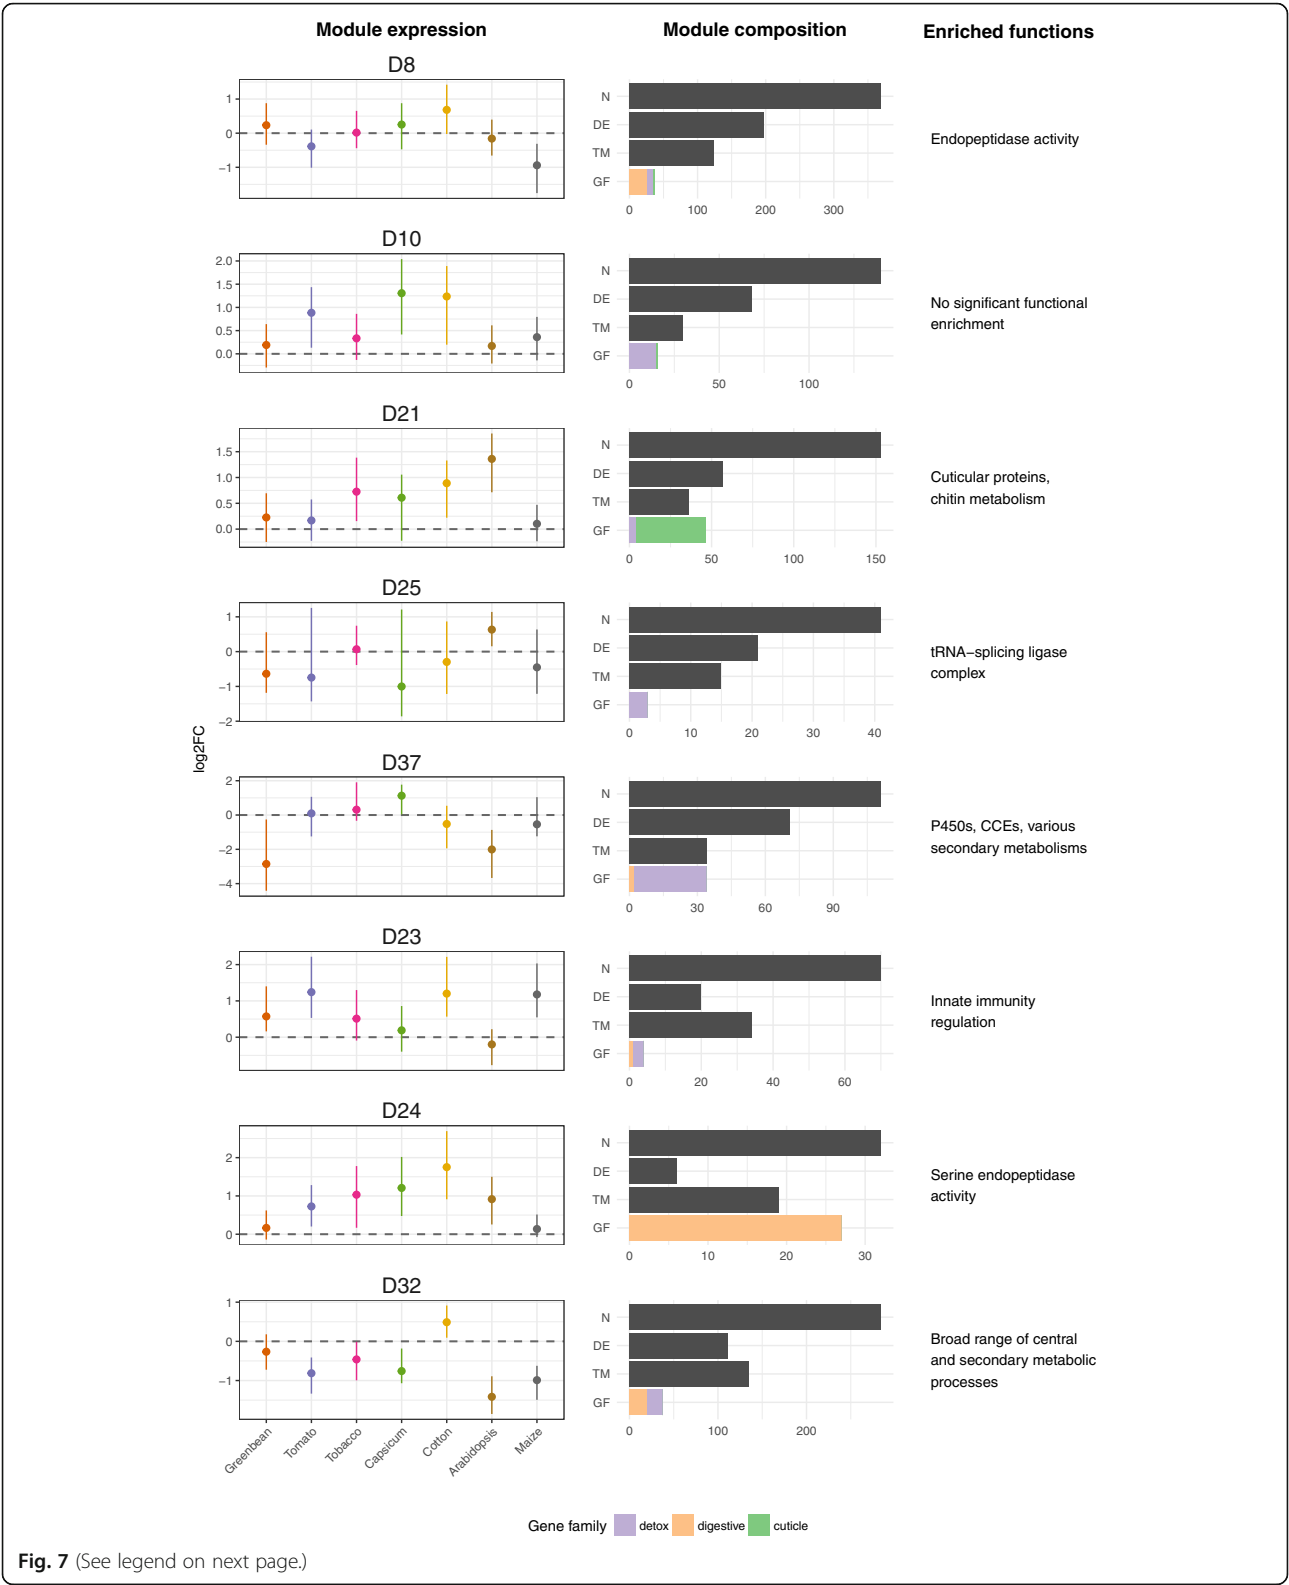 Module expression
Module composition
Enriched functions
D8
1
0
−1
N
DE
TM
GF
0 100 200 300
Endopeptidase activity
D10
2.0
1.5
1.0
0.5
0.0
N
DE
TM
GF
0 50 100
No significant functional
enrichment
D21
1.5
1.0
0.5
0.0
N
DE
TM
GF
0 50 100 150
Cuticular proteins,
chitin metabolism
D25
1
0
−1
−2
N
DE
TM
GF
0 10 20 30 40
tRNA−splicing ligase
complex
log2FC
D37
2
0
−2
−4
N
DE
TM
GF
0 30 60 90
P450s, CCEs, various
secondary metabolisms
D23
2
1
0
N
DE
TM
GF
0 20 40 60
Innate immunity
regulation
D24
2
1
0
N
DE
TM
GF
0 10 20 30
Serine endopeptidase
activity
D32
1
0
−1
Greenbean
Tomato
Tobacco
Capsicum
Cotton
Arabidopsis
Maize
N
DE
TM
GF
0 100 200
Broad range of central
and secondary metabolic
processes
Gene family detox digestive cuticle
Fig. 7 (See legend on next page.)